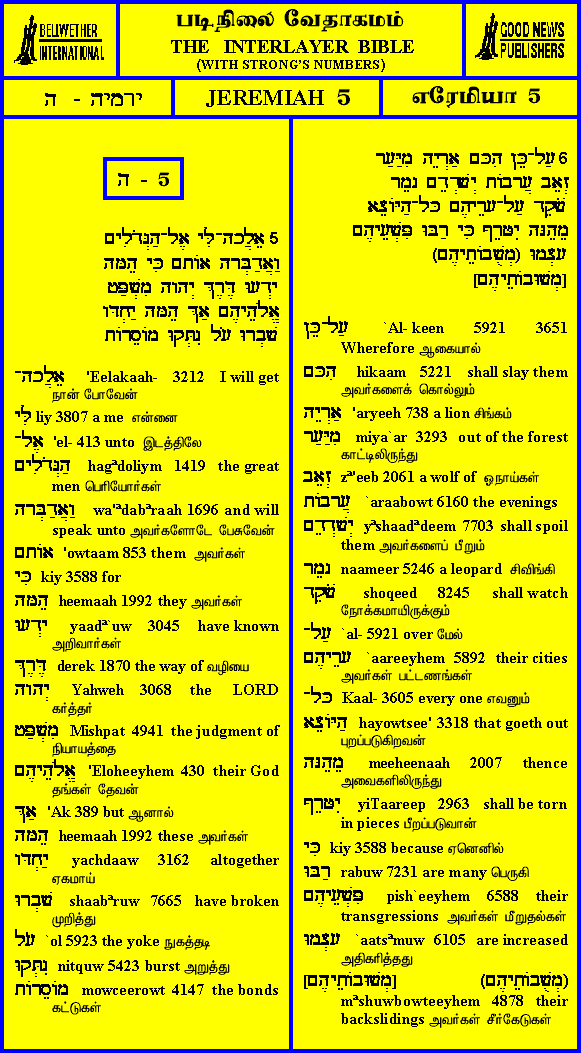 BELLWETHER
INTERNATIONAL
படிநிலை வேதாகமம்
THE INTERLAYER BIBLE
(WITH STRONG'S NUMBERS)
GOOD NEWS
PUBLISHERS
ירמיה - ה
JEREMIAH 5
எரேமியா 5
ה - 5
5 אֵלֲכָה־לִּי אֶל־הַגְּדֹלִים
וַאֲדַבְּרָה אוֹתָם כִּי הֵמָּה
יָדְעוּ דֶּרֶךְ יְהוָה מִשְׁפַּט
אֱלֹהֵיהֶם אַךְ הֵמָּה יַחְדָּו
שָׁבְרוּ עֹל נִתְּקוּ מוֹסֵרוֹת
אֵלֲכָה־ 'Eelakaah- 3212 I will get
நான் போவேன்
לִּי liy 3807 a me என்னை
אֶל־ 'el- 413 unto இடத்திலே
הַגְּדֹלִים hagªdoliym 1419 the great
men பெரியோர்கள்
וַאֲדַבְּרָה wa'ªdabªraah 1696 and will
speak unto அவர்களோடே பேசுவேன்
אוֹתָם 'owtaam 853 them அவர்கள்
כִּי kiy 3588 for
הֵמָּה heemaah 1992 they அவர்கள்
יָדְעוּ yaadª`uw 3045 have known
அறிவார்கள்
דֶּרֶךְ derek 1870 the way of வழியை
יְהוָה Yahweh 3068 the LORD
கர்த்தர்
מִשְׁפַּט Mishpat 4941 the judgment of
நியாயத்தை
אֱלֹהֵיהֶם 'Eloheeyhem 430 their God
தங்கள் தேவன்
אַךְ 'Ak 389 but ஆனால்
הֵמָּה heemaah 1992 these அவர்கள்
יַחְדָּו yachdaaw 3162 altogether
ஏகமாய்
שָׁבְרוּ shaabªruw 7665 have broken
முறித்து
עֹל `ol 5923 the yoke நுகத்தடி
נִתְּקוּ nitquw 5423 burst அறுத்து
מוֹסֵרוֹת mowceerowt 4147 the bonds
கட்டுகள்
6 עַל־כֵּן הִכָּם אַרְיֵה מִיַּעַר
זְאֵב עֲרָבוֹת יְשָׁדְדֵם נָמֵר
שֹׁקֵד עַל־עָרֵיהֶם כָּל־הַיּוֹצֵא
מֵהֵנָּה יִטָּרֵף כִּי רַבּוּ פִּשְׁעֵיהֶם
עָצְמוּ (מְשֻׁבוֹתֵיהֶם)
[מְשׁוּבוֹתֵיהֶם]
עַל־כֵּן `Al- keen 5921 3651
Wherefore ஆகையால்
הִכָּם hikaam 5221 shall slay them
அவர்களைக் கொல்லும்
אַרְיֵה 'aryeeh 738 a lion சிங்கம்
מִיַּעַר miya`ar 3293 out of the forest
காட்டிலிருந்து
זְאֵב zª'eeb 2061 a wolf of ஓநாய்கள்
עֲרָבוֹת `araabowt 6160 the evenings
יְשָׁדְדֵם yªshaadªdeem 7703 shall spoil
them அவர்களைப் பீறும்
נָמֵר naameer 5246 a leopard சிவிங்கி
שֹׁקֵד shoqeed 8245 shall watch
நோக்கமாயிருக்கும்
עַל־ `al- 5921 over மேல்
עָרֵיהֶם `aareeyhem 5892 their cities
அவர்கள் பட்டணங்கள்
כָּל־ Kaal- 3605 every one எவனும்
הַיּוֹצֵא hayowtsee' 3318 that goeth out
புறப்படுகிறவன்
מֵהֵנָּה meeheenaah 2007 thence
அவைகளிலிருந்து
יִטָּרֵף yiTaareep 2963 shall be torn
in pieces பீறப்படுவான்
כִּי kiy 3588 because ஏனெனில்
רַבּוּ rabuw 7231 are many பெருகி
פִּשְׁעֵיהֶם pish`eeyhem 6588 their
transgressions அவர்கள் மீறுதல்கள்
עָצְמוּ `aatsªmuw 6105 are increased
அதிகரித்தது
[מְשׁוּבוֹתֵיהֶם] (מְשֻׁבוֹתֵיהֶם)
mªshuwbowteeyhem 4878 their
backslidings அவர்கள் சீர்கேடுகள்